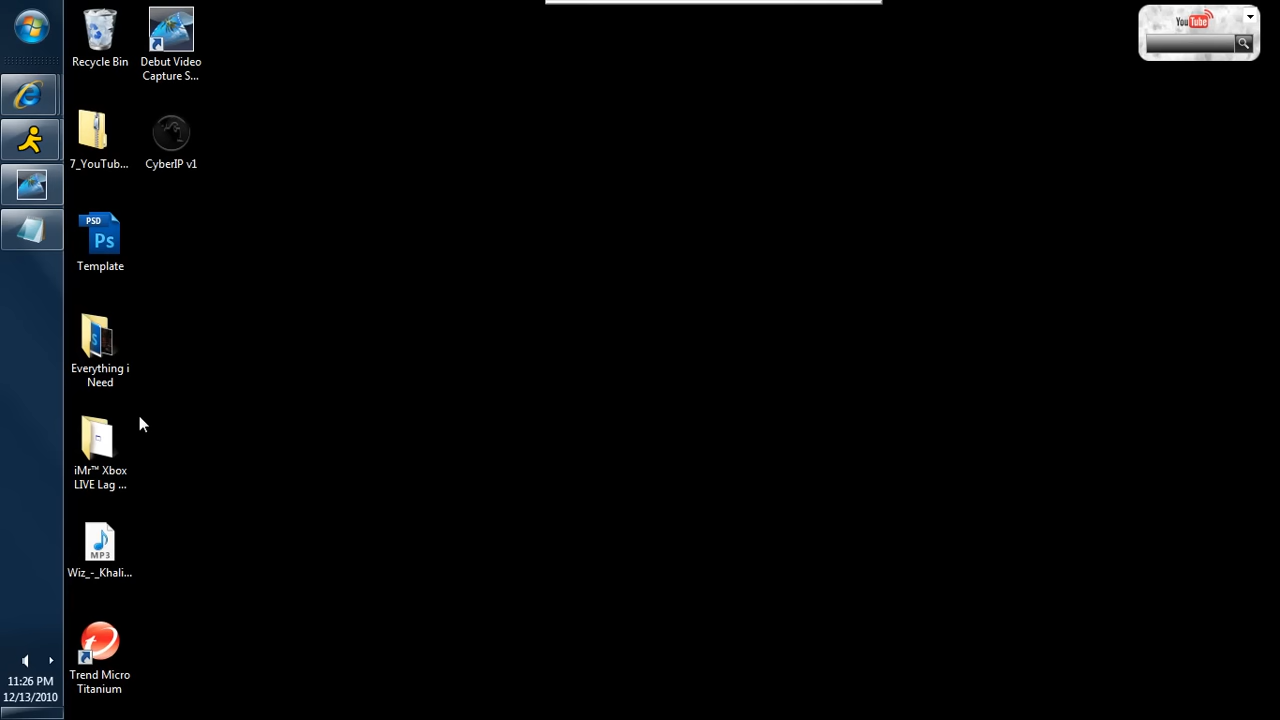 Recycle Bin
Debut Video
Capture S...
7_YouTub...
CyberIP v1
PSD
Ps
Template
Everything i
Need
iMr™ Xbox
LIVE Lag ...
MP3
Wiz_-_Khali...
Trend Micro
Titanium
11:26 PM
12/13/2010
YouTube